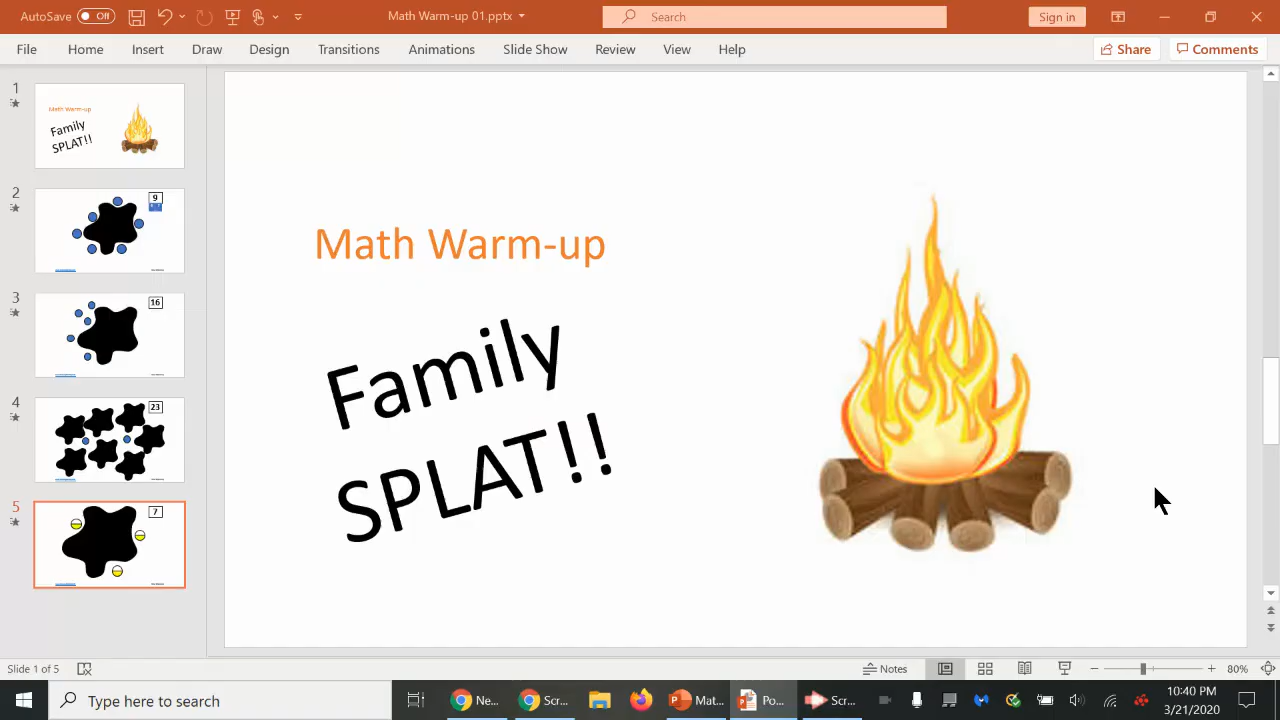 AutoSave Off
Math Warm-up 01.pptx
Search
Sign in
File Home Insert Draw Design Transitions Animations Slide Show Review View Help
Share Comments
1
Math Warm-up
Family
SPLAT!!
2
9
3
16
4
23
5
7
Math Warm-up
Family
SPLAT!!
Slide 1 of 5
Notes
80%
Type here to search
Ne...
Scr...
Mat...
Po...
Scr...
10:40 PM
3/21/2020